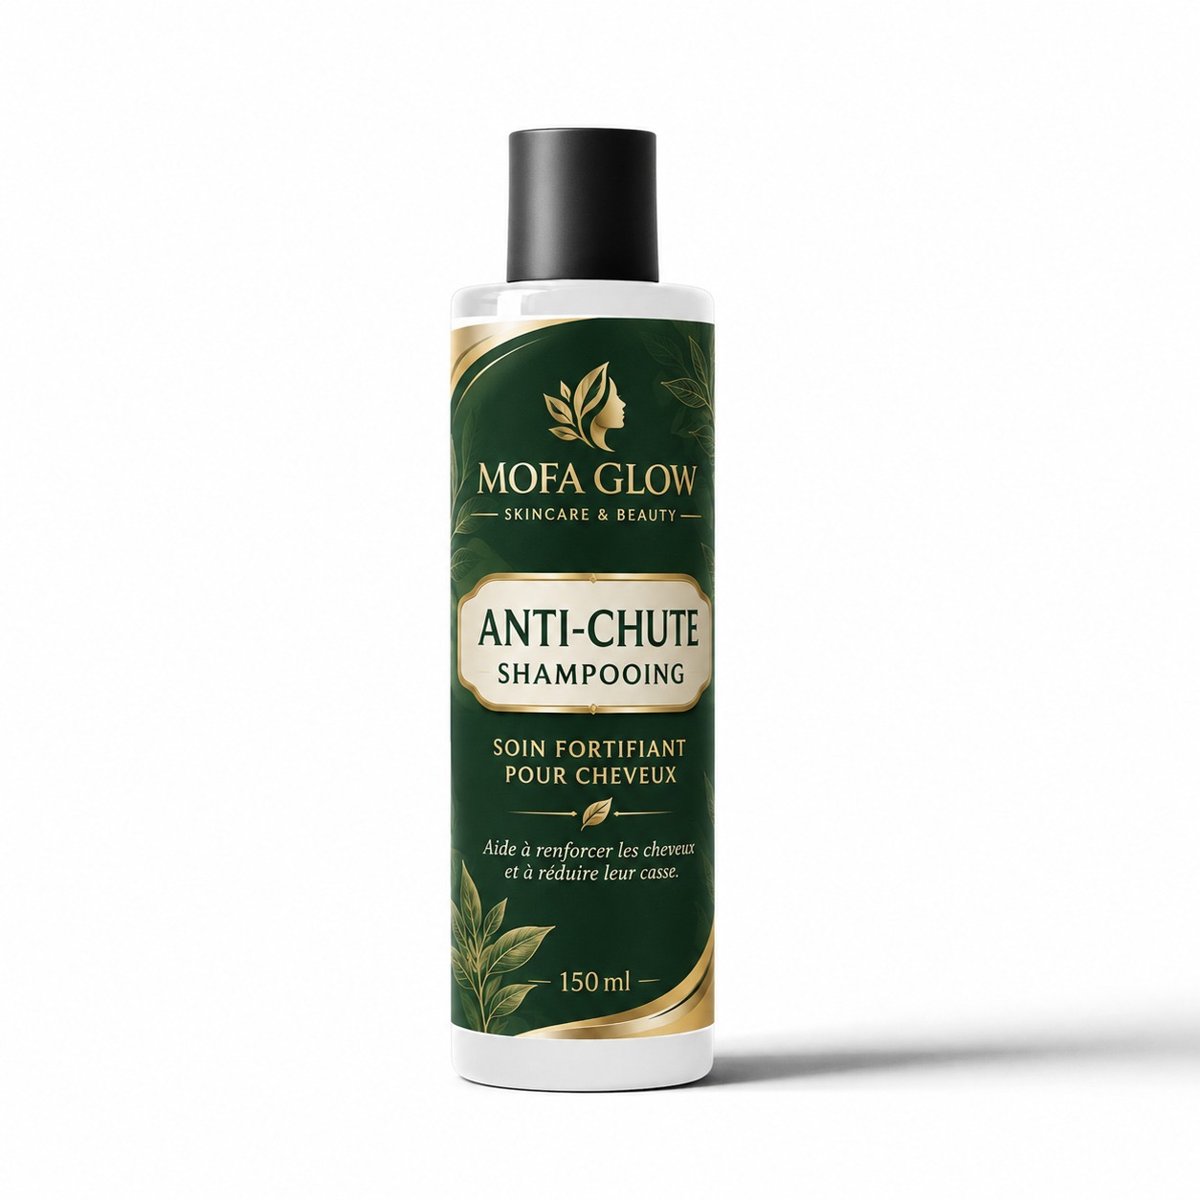 MOFA GLOW
SKINCARE & BEAUTY
ANTI-CHUTE
SHAMPOOING
SOIN FORTIFIANT
POUR CHEVEUX
Aide à renforcer les cheveux
et à réduire leur casse.
150 ml